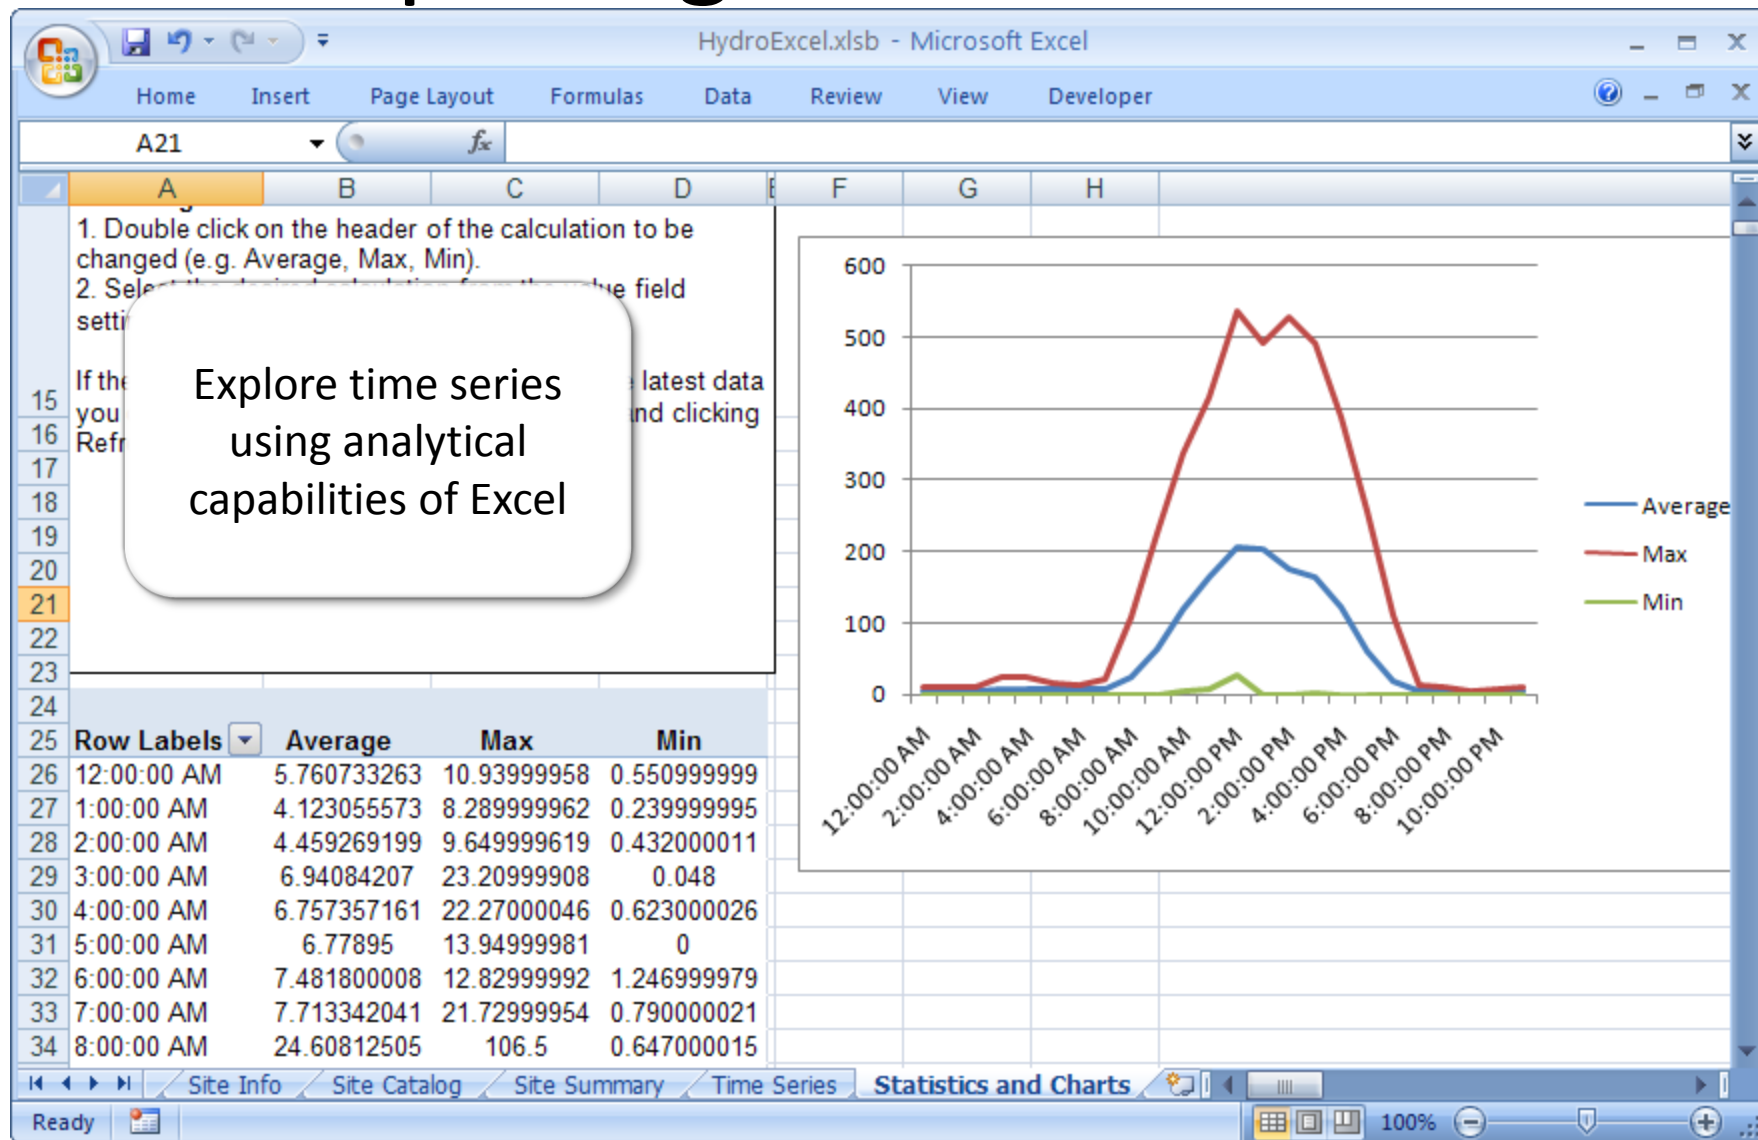 HydroExcel.xlsb - Microsoft Excel
Home Insert Page Layout Formulas Data Review View Developer
A21 fx
A B C D E F G H
1. Double click on the header of the calculation to be
changed (e.g. Average, Max, Min).
2. Select the desired calculation from the value field
If the latest data
15 you and clicking
16
17
18
19
20
21
22
23
24
Explore time series
using analytical
capabilities of Excel
25 Row Labels Average Max Min
26 12:00:00 AM 5.760733263 10.93999958 0.550999999
27 1:00:00 AM 4.123055573 8.289999962 0.239999995
28 2:00:00 AM 4.459269199 9.649999619 0.432000011
29 3:00:00 AM 6.94084207 23.20999908 0.048
30 4:00:00 AM 6.757357161 22.27000046 0.623000026
31 5:00:00 AM 6.77895 13.94999981 0
32 6:00:00 AM 7.481800008 12.82999992 1.246999979
33 7:00:00 AM 7.713342041 21.72999954 0.790000021
34 8:00:00 AM 24.60812505 106.5 0.647000015
600
500
400
300
200
100
0
12:00:00 AM 2:00:00 AM 4:00:00 AM 6:00:00 AM 8:00:00 AM 10:00:00 AM 12:00:00 PM 2:00:00 PM 4:00:00 PM 6:00:00 PM 8:00:00 PM 10:00:00 PM
Average
Max
Min
Site Info Site Catalog Site Summary Time Series Statistics and Charts
Ready 100%